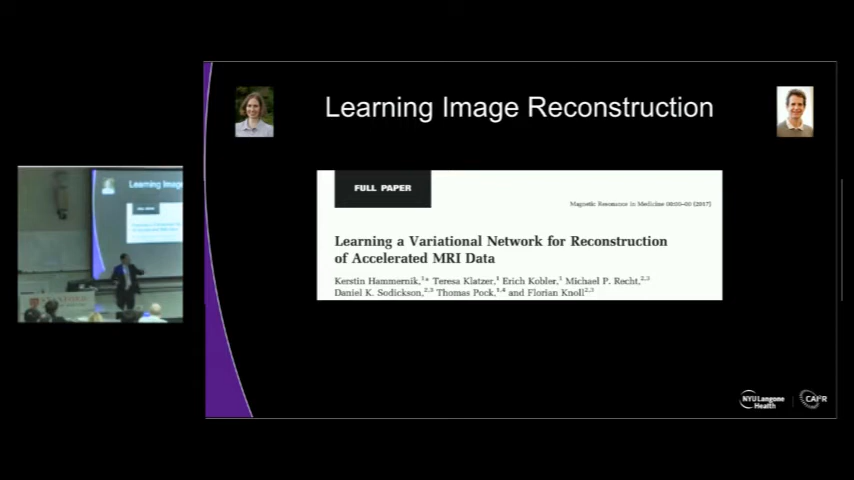 Learning Image Reconstruction
FULL PAPER
Magnetic Resonance in Medicine 00:00–00 (2017)
Learning a Variational Network for Reconstruction
of Accelerated MRI Data
Kerstin Hammernik,1* Teresa Klatzer,1 Erich Kobler,1 Michael P. Recht,2,3
Daniel K. Sodickson,2,3 Thomas Pock,1,4 and Florian Knoll2,3
NYU Langone
Health
CAI²R
Learning Imag